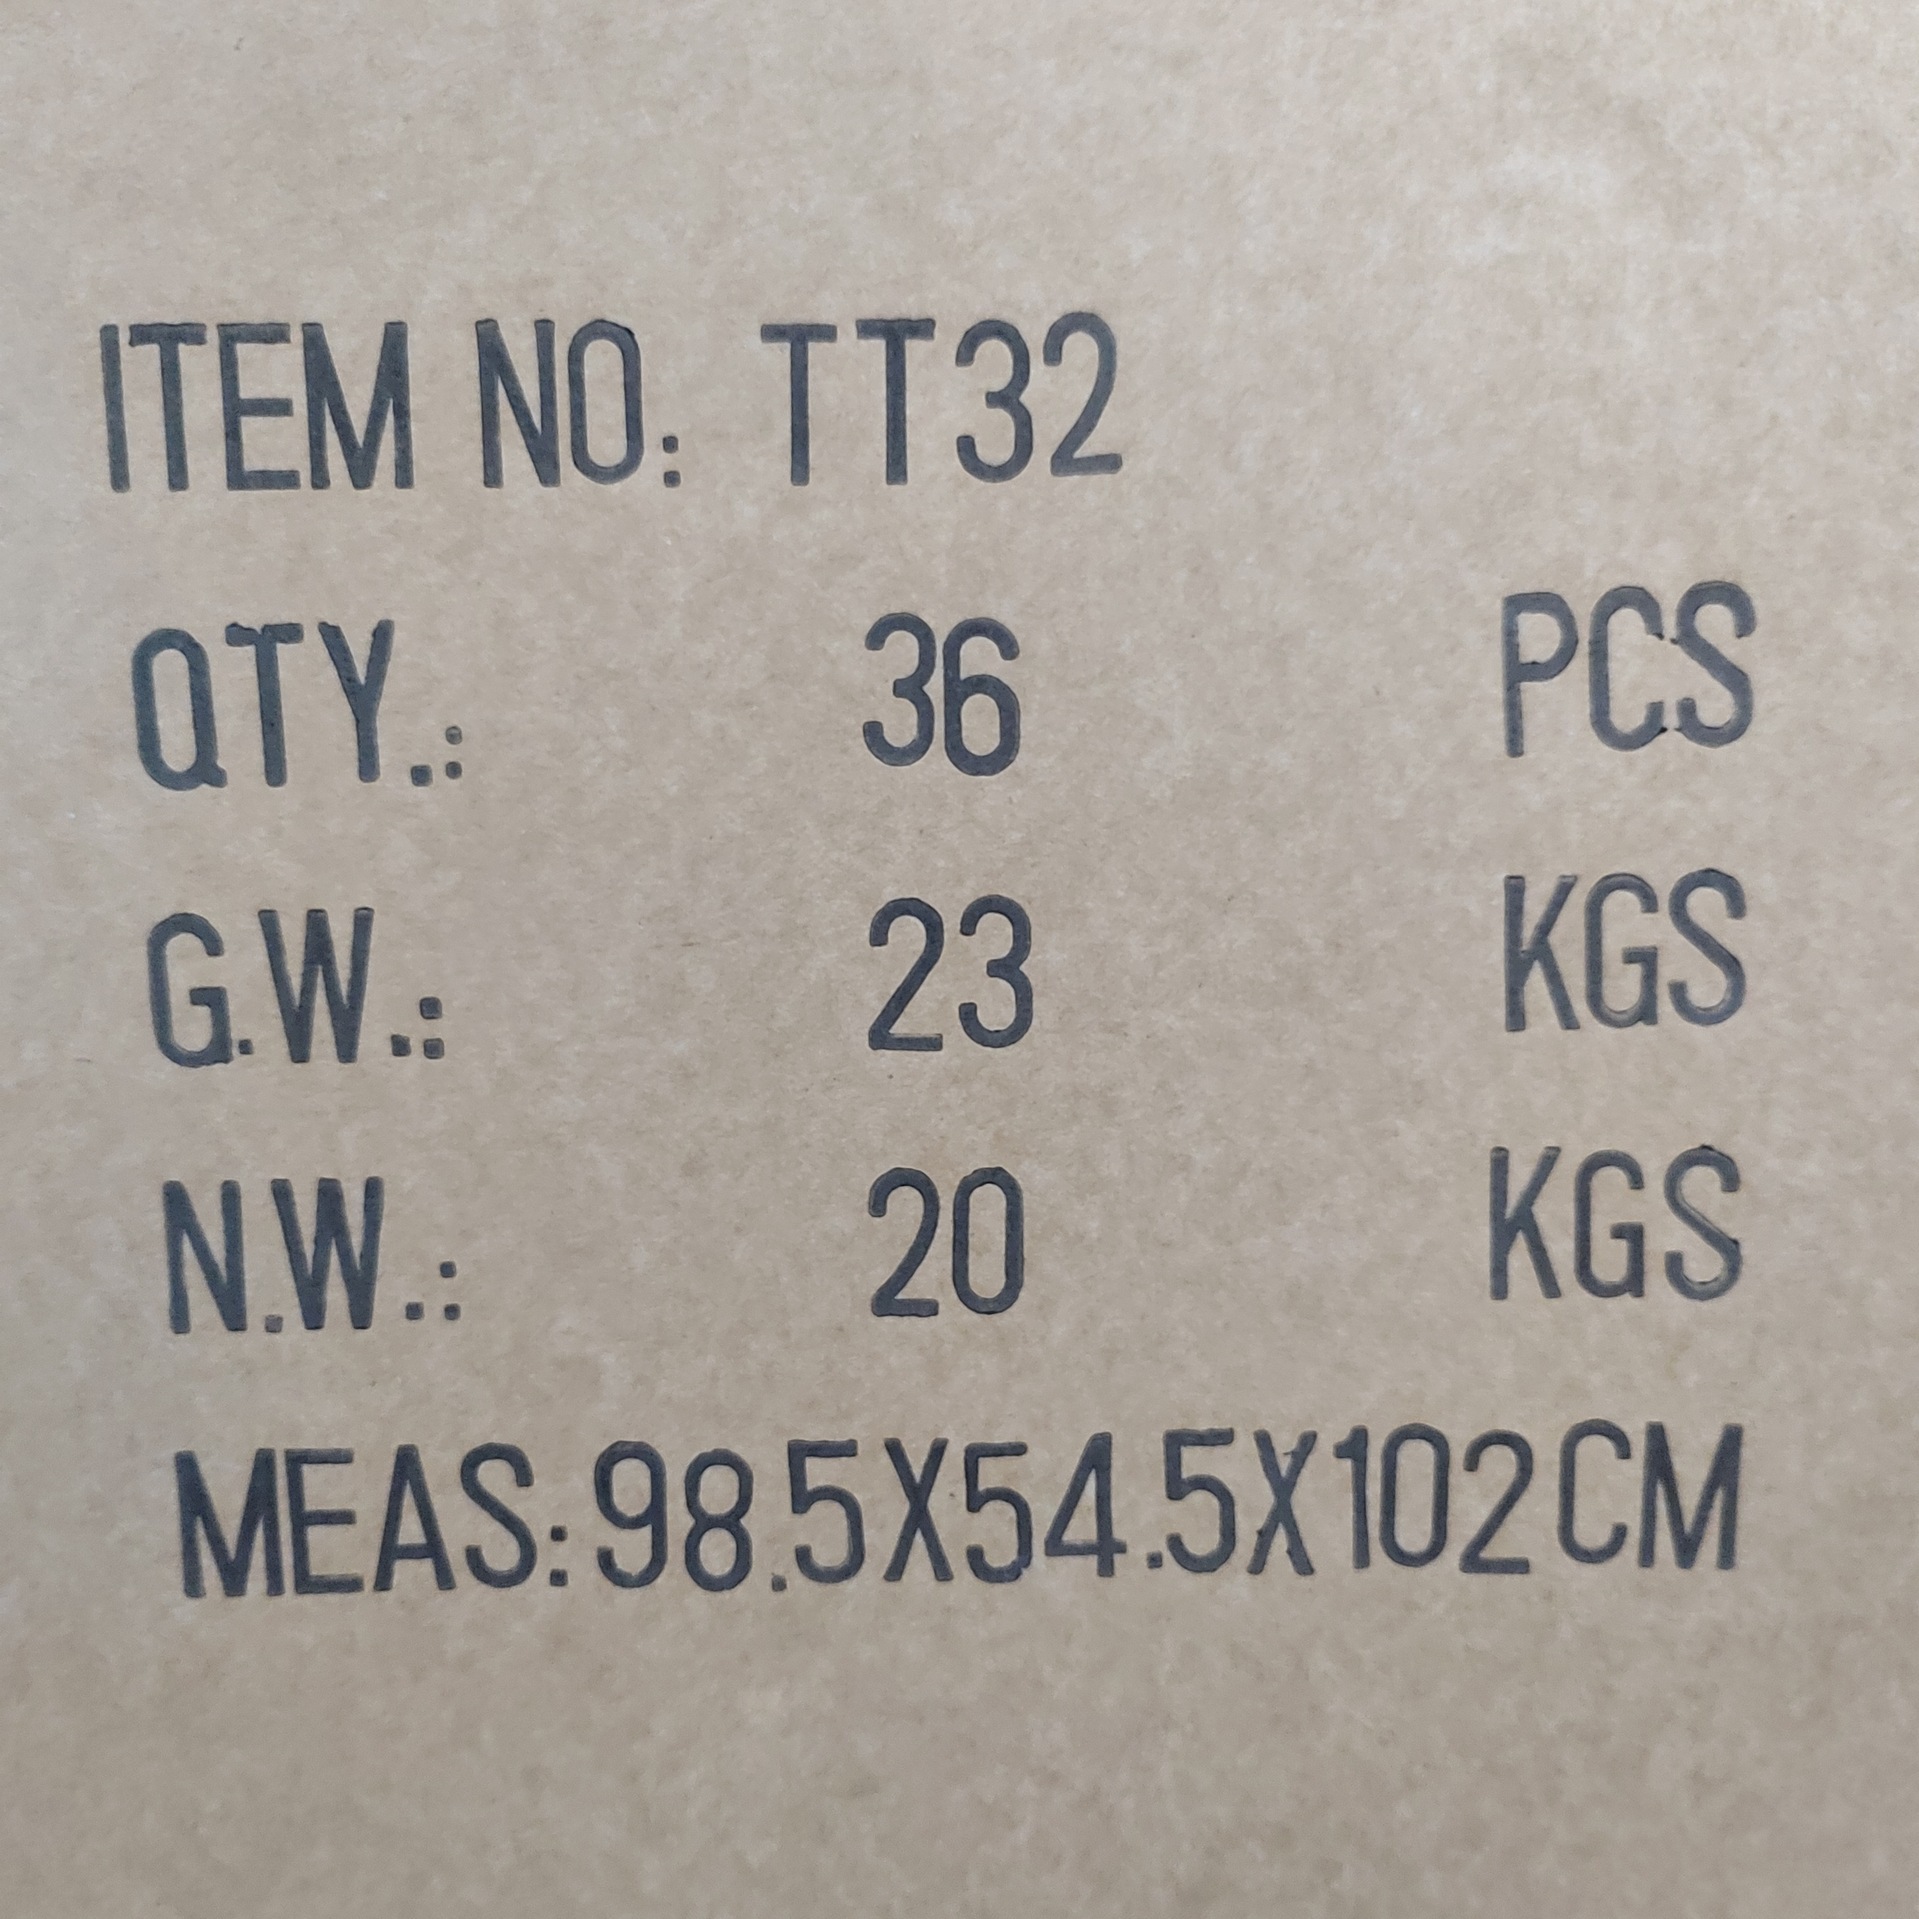 ITEM NO: TT32
QTY.: 36 PCS
G.W.: 23 KGS
N.W.: 20 KGS
MEAS:98.5X54.5X102CM